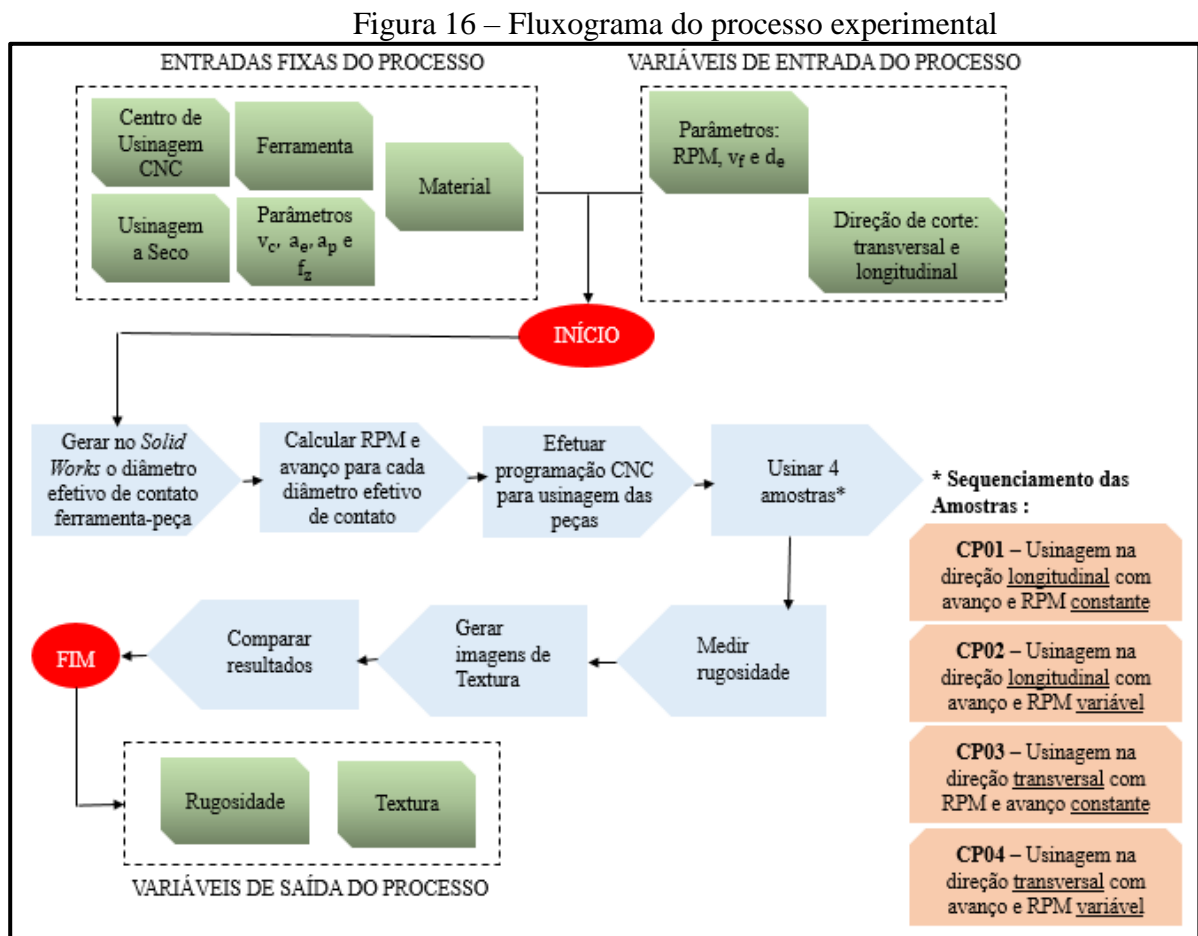 Figura 16 – Fluxograma do processo experimental
ENTRADAS FIXAS DO PROCESSO
Centro de
Usinagem
CNC
Ferramenta
Material
Usinagem
a Seco
Parâmetros
vc, ae, ap e
fz
VARIÁVEIS DE ENTRADA DO PROCESSO
Parâmetros:
RPM, vf e de
Direção de corte:
transversal e
longitudinal
INÍCIO
Gerar no Solid
Works o diâmetro
efetivo de contato
ferramenta-peça
Calcular RPM e
avanço para cada
diâmetro efetivo
de contato
Efetuar
programação CNC
para usinagem das
peças
Usinar 4
amostras*
Medir
rugosidade
Gerar
imagens de
Textura
Comparar
resultados
FIM
Rugosidade
Textura
VARIÁVEIS DE SAÍDA DO PROCESSO
* Sequenciamento das
Amostras :
CP01 – Usinagem na
direção longitudinal com
avanço e RPM constante
CP02 – Usinagem na
direção longitudinal com
avanço e RPM variável
CP03 – Usinagem na
direção transversal com
RPM e avanço constante
CP04 – Usinagem na
direção transversal com
avanço e RPM variável